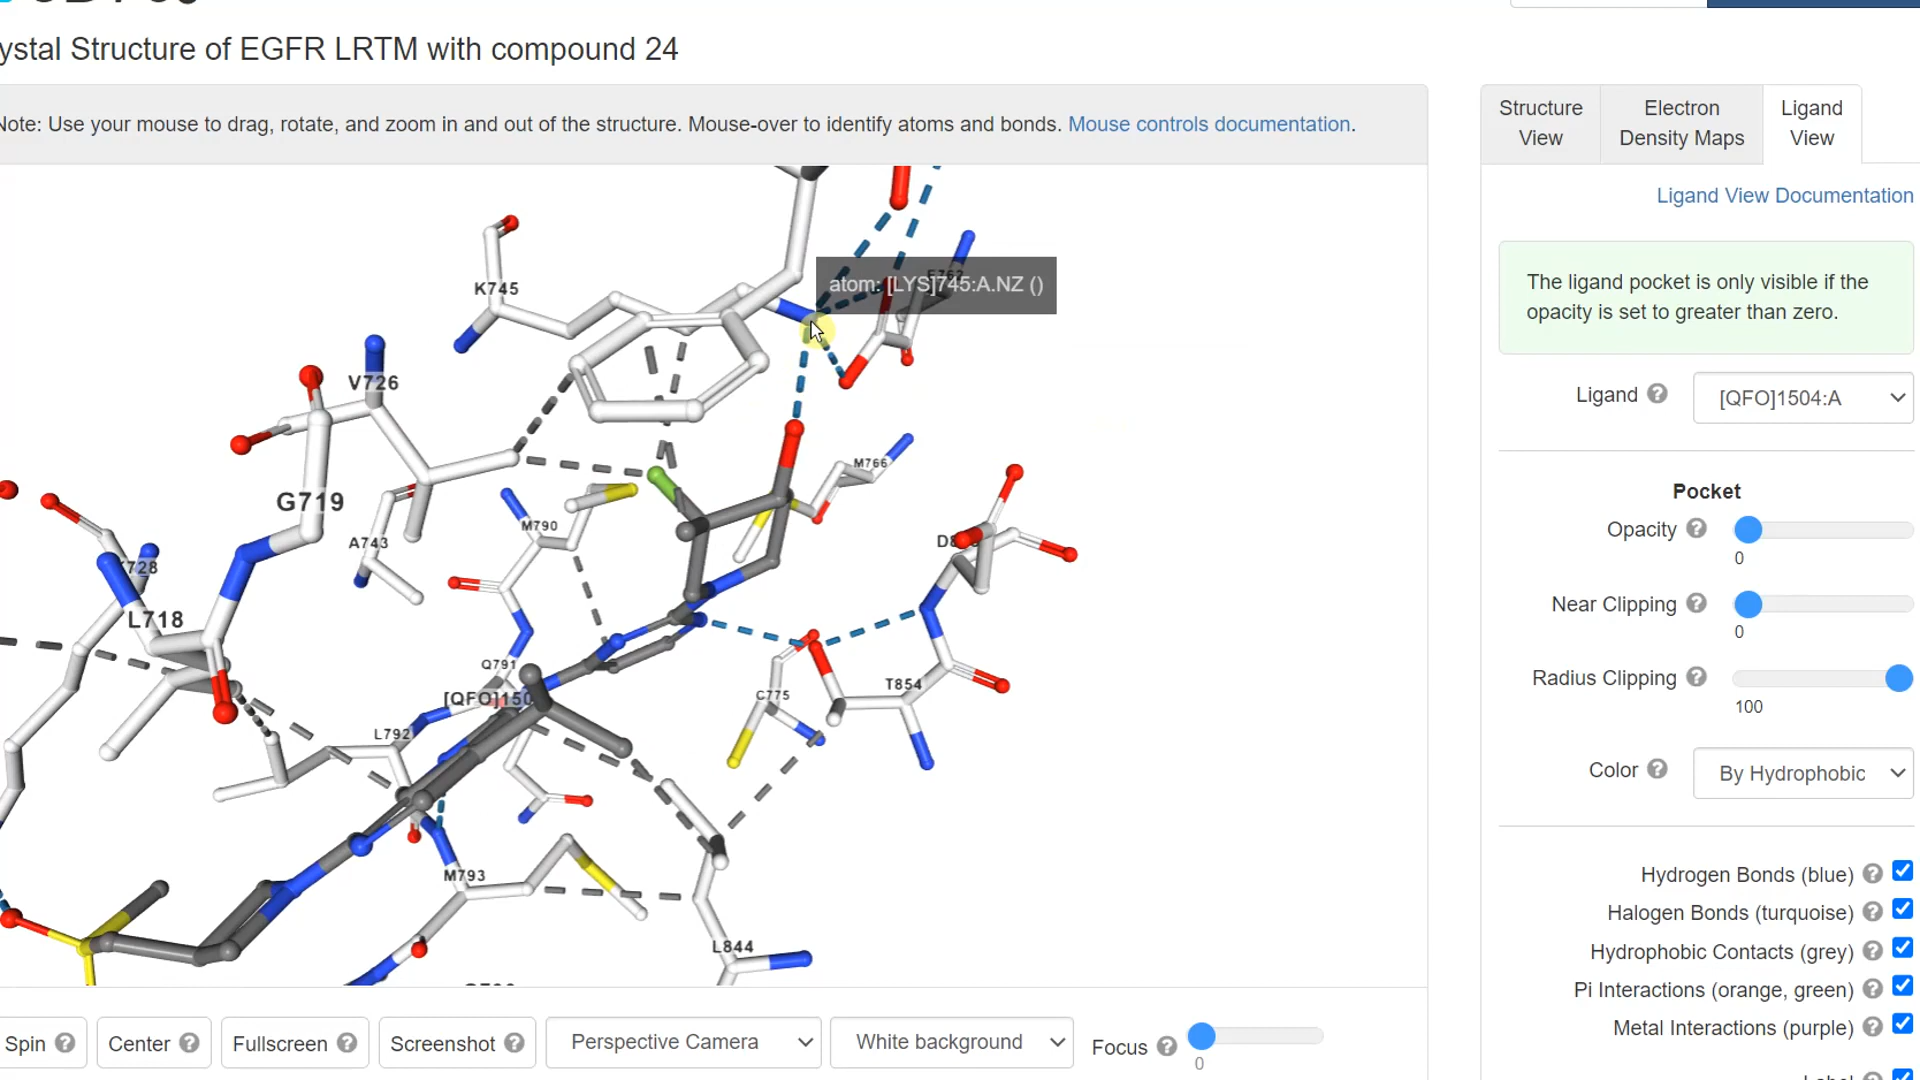 ystal Structure of EGFR LRTM with compound 24
Note: Use your mouse to drag, rotate, and zoom in and out of the structure. Mouse-over to identify atoms and bonds. Mouse controls documentation.
Structure View
Electron Density Maps
Ligand View
Ligand View Documentation
The ligand pocket is only visible if the
opacity is set to greater than zero.
Ligand ? [QFO]1504:A
Pocket
Opacity ?
0
Near Clipping ?
0
Radius Clipping ?
100
Color ? By Hydrophobic
Hydrogen Bonds (blue) ?
Halogen Bonds (turquoise) ?
Hydrophobic Contacts (grey) ?
Pi Interactions (orange, green) ?
Metal Interactions (purple) ?
atom: [LYS]745:A.NZ ()
K745
V726
M766
G719
M790
A743
L718
Q791
[QFO]150
C775
T854
L792
M793
L844
Spin ?
Center ?
Fullscreen ?
Screenshot ?
Perspective Camera
White background
Focus ?
0